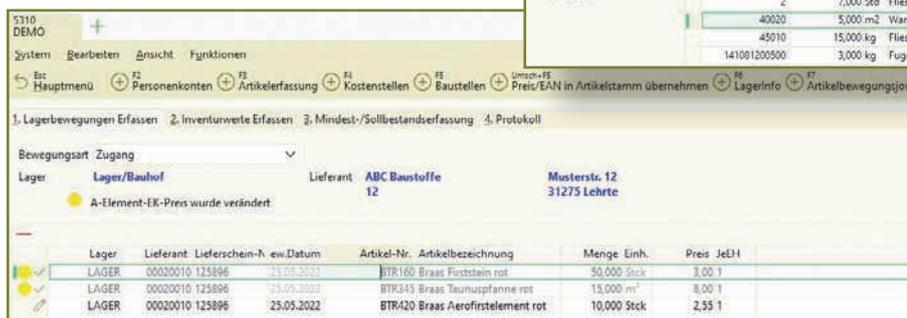 2 7,000 Std Flies
40020 5,000 m2 Wan
45010 15,000 kg Flies
141081200500 3,000 kg Fuge
5310
DEMO
System Bearbeiten Ansicht Funktionen
Esc Hauptmenü F2 Personenkonten F3 Artikelerfassung F4 Kostenstellen F5 Baustellen Umsch+F5 Preis/EAN in Artikelstamm übernehmen F6 LagerInfo F7 Artikelbewegungsjou
1. Lagerbewegungen Erfassen 2. Inventurwerte Erfassen 3. Mindest-/Sollbestandserfassung 4. Protokoll
Bewegungsart Zugang
Lager Lager/Bauhof Lieferant ABC Baustoffe Musterstr. 12
12 31275 Lehrte
A-Element-EK-Preis wurde verändert
Lager Lieferant Lieferschein-N ew.Datum Artikel-Nr. Artikelbezeichnung Menge Einh. Preis JeEH
LAGER 00020010 125896 25.05.2022 BTR160 Braas Firststein rot 50,000 Stck 3,00 1
LAGER 00020010 125896 25.05.2022 BTR345 Braas Taunuspfanne rot 15,000 m² 8,00 1
LAGER 00020010 125896 25.05.2022 BTR420 Braas Aerofirstelement rot 10,000 Stck 2,55 1